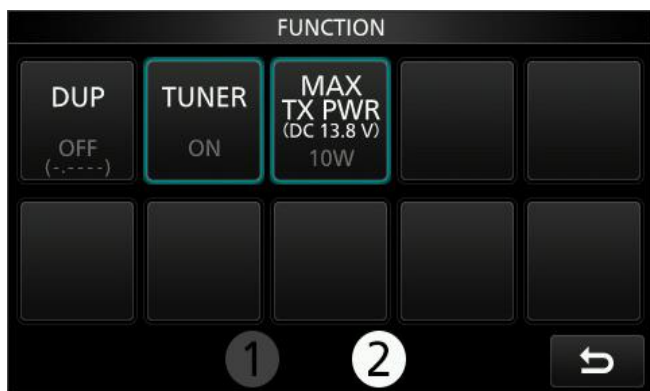 FUNCTION
DUP
OFF
(-.----)
TUNER
ON
MAX
TX PWR
(DC 13.8 V)
10W
1
2